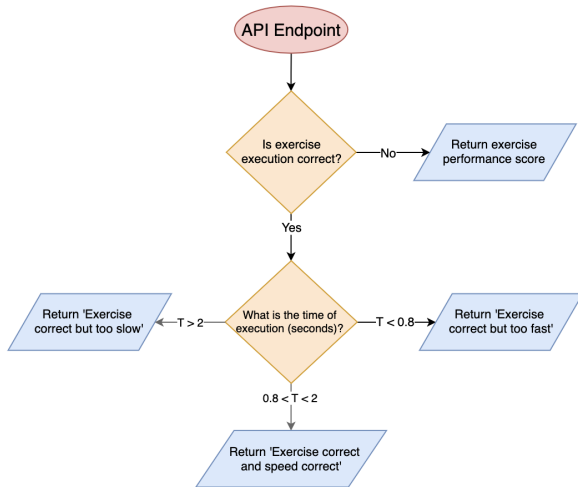 API Endpoint
Is exercise
execution correct?
No
Return exercise
performance score
Yes
Return 'Exercise
correct but too slow'
T > 2
What is the time of
execution (seconds)?
T < 0.8
Return 'Exercise
correct but too fast'
0.8 < T < 2
Return 'Exercise correct
and speed correct'